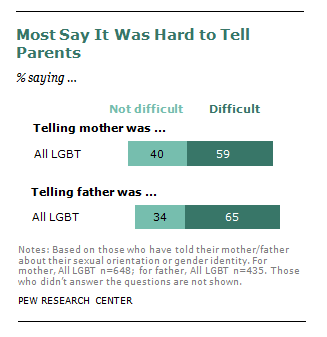 Most Say It Was Hard to Tell
Parents
% saying ...
Not difficult Difficult
Telling mother was ...
All LGBT 40 59
Telling father was ...
All LGBT 34 65
Notes: Based on those who have told their mother/father
about their sexual orientation or gender identity. For
mother, All LGBT n=648; for father, All LGBT n=435. Those
who didn't answer the questions are not shown.
PEW RESEARCH CENTER